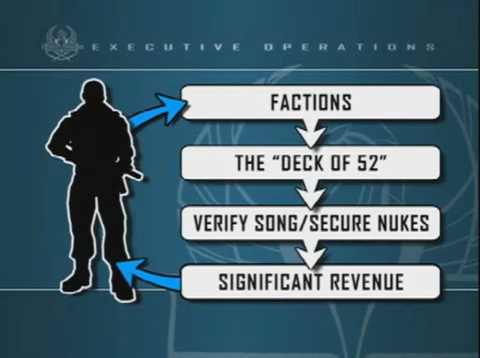 EXECUTIVE OPERATIONS
FACTIONS
THE “DECK OF 52”
VERIFY SONG/SECURE NUKES
SIGNIFICANT REVENUE